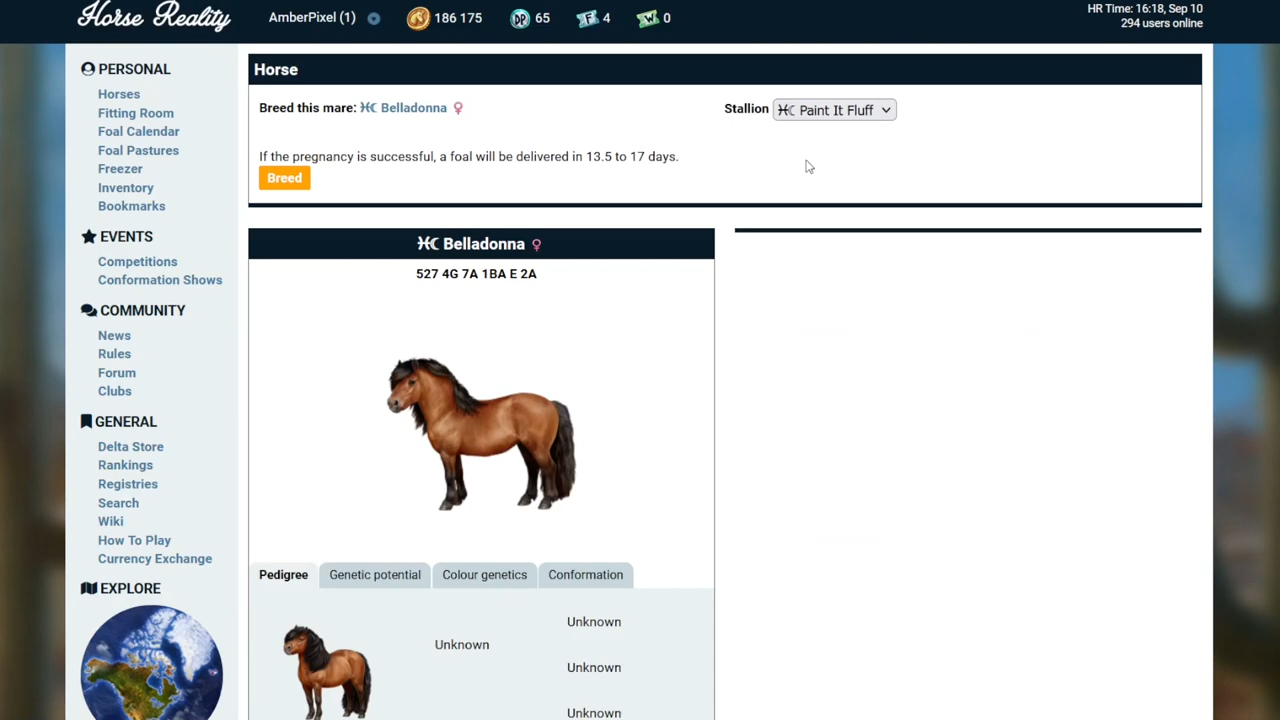 Horse Reality
AmberPixel (1)
186 175
DP 65
F 4
W 0
HR Time: 16:18, Sep 10
294 users online
PERSONAL
Horses
Fitting Room
Foal Calendar
Foal Pastures
Freezer
Inventory
Bookmarks
EVENTS
Competitions
Conformation Shows
COMMUNITY
News
Rules
Forum
Clubs
GENERAL
Delta Store
Rankings
Registries
Search
Wiki
How To Play
Currency Exchange
EXPLORE
Horse
Breed this mare: HC Belladonna ♀
Stallion HC Paint It Fluff
If the pregnancy is successful, a foal will be delivered in 13.5 to 17 days.
Breed
HC Belladonna ♀
527 4G 7A 1BA E 2A
Pedigree Genetic potential Colour genetics Conformation
Unknown
Unknown
Unknown
Unknown